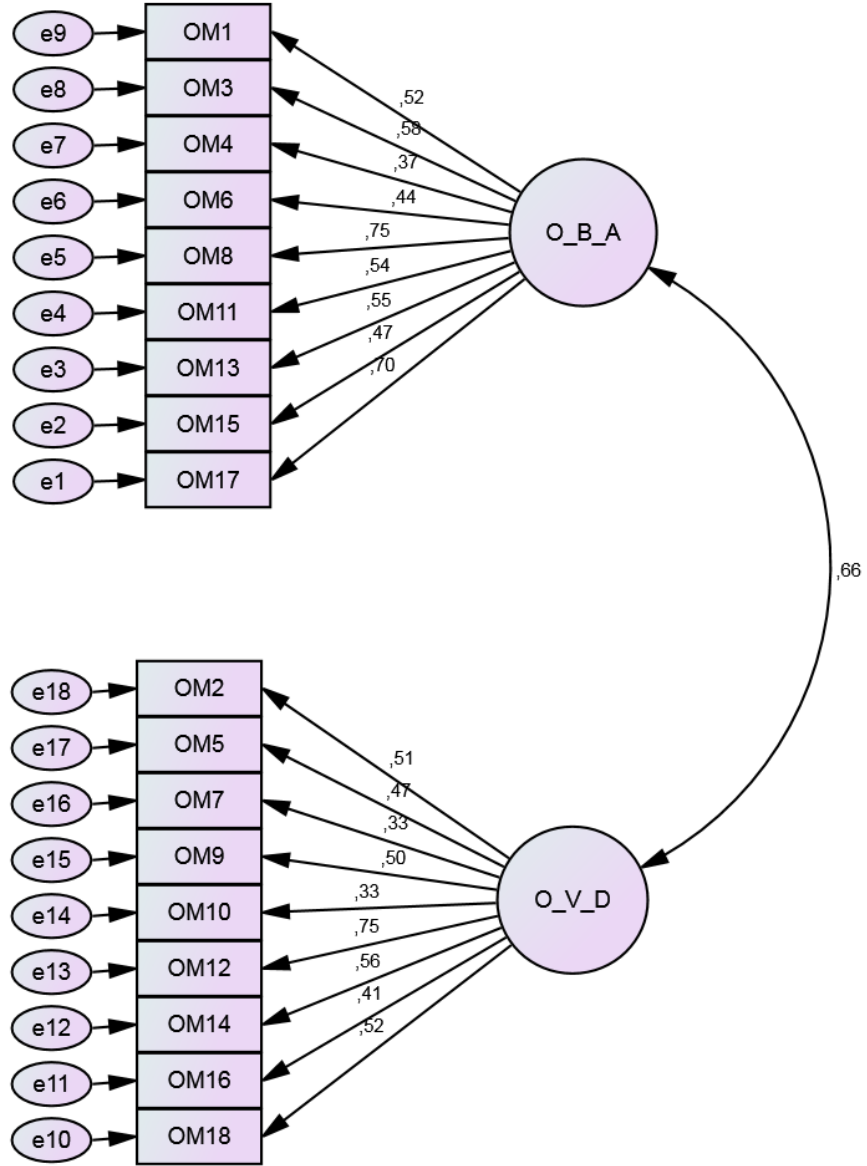 e9
OM1
e8
OM3
e7
OM4
e6
OM6
e5
OM8
e4
OM11
e3
OM13
e2
OM15
e1
OM17
,52
,58
,37
,44
,75
,54
,55
,47
,70
O_B_A
,66
e18
OM2
e17
OM5
e16
OM7
e15
OM9
e14
OM10
e13
OM12
e12
OM14
e11
OM16
e10
OM18
,51
,47
,33
,50
,33
,75
,56
,41
,52
O_V_D